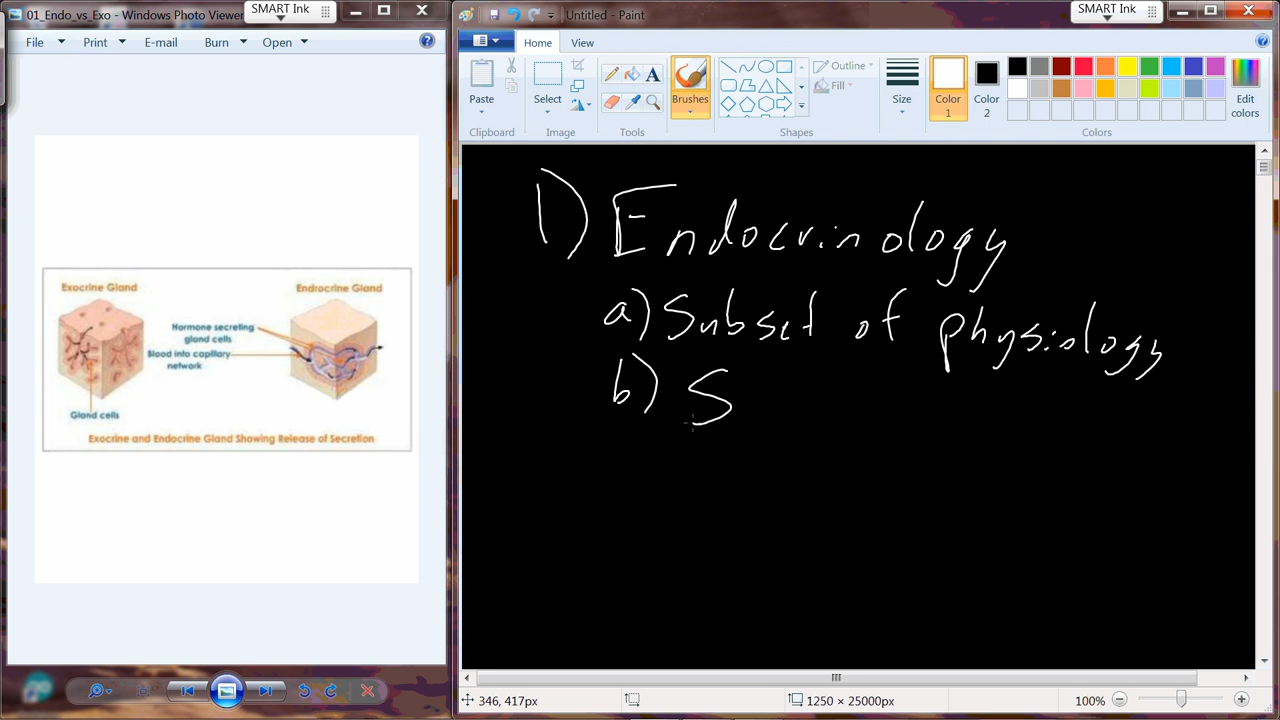 01_Endo_vs_Exo - Windows Photo Viewer
SMART Ink
File Print E-mail Burn Open
Exocrine Gland
Endrocrine Gland
Hormone secreting
gland cells
Blood into capillary
network
Gland cells
Exocrine and Endocrine Gland Showing Release of Secretion
Untitled - Paint
SMART Ink
Home View
Paste
Select
Brushes
Outline
Fill
Size
Color
1
Color
2
Edit
colors
Clipboard
Image
Tools
Shapes
Colors
1) Endocrinology
a) Subset of physiology
b) S
346, 417px
1250 × 25000px
100%